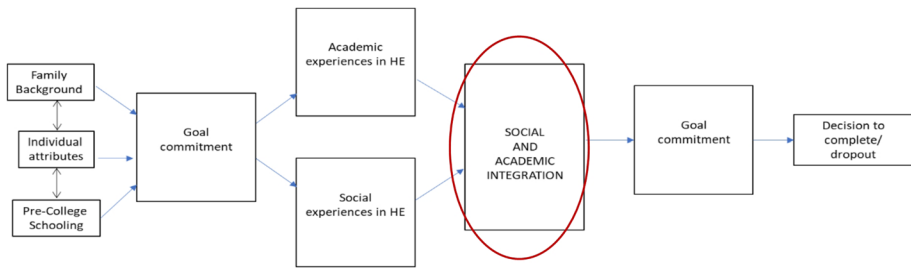 Family
Background
Individual
attributes
Pre-College
Schooling
Goal
commitment
Academic
experiences in HE
Social
experiences in HE
SOCIAL
AND
ACADEMIC
INTEGRATION
Goal
commitment
Decision to
complete/
dropout